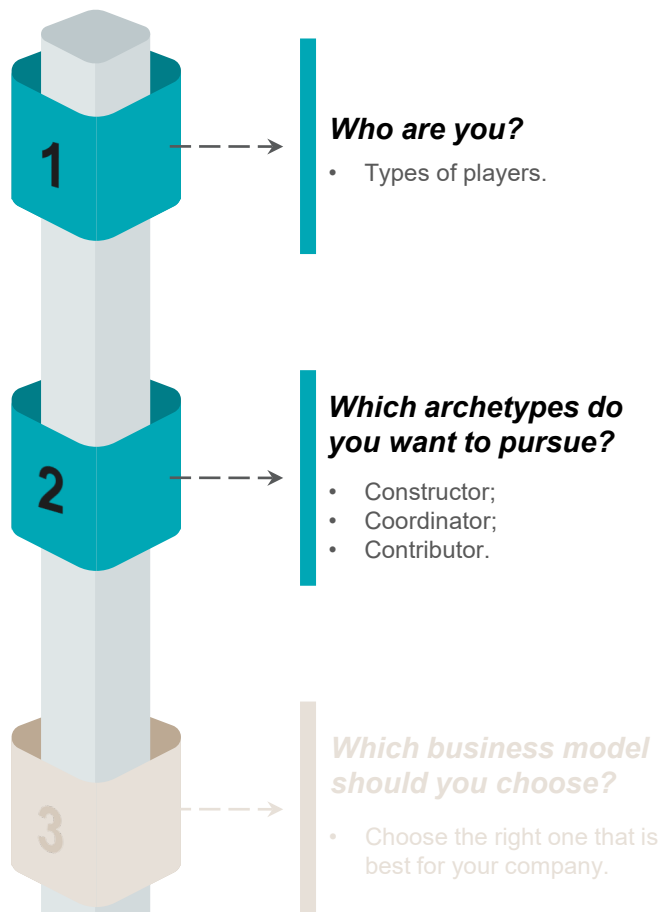 1
Who are you?
• Types of players.
2
Which archetypes do
you want to pursue?
• Constructor;
• Coordinator;
• Contributor.
3
Which business model
should you choose?
• Choose the right one that is
best for your company.